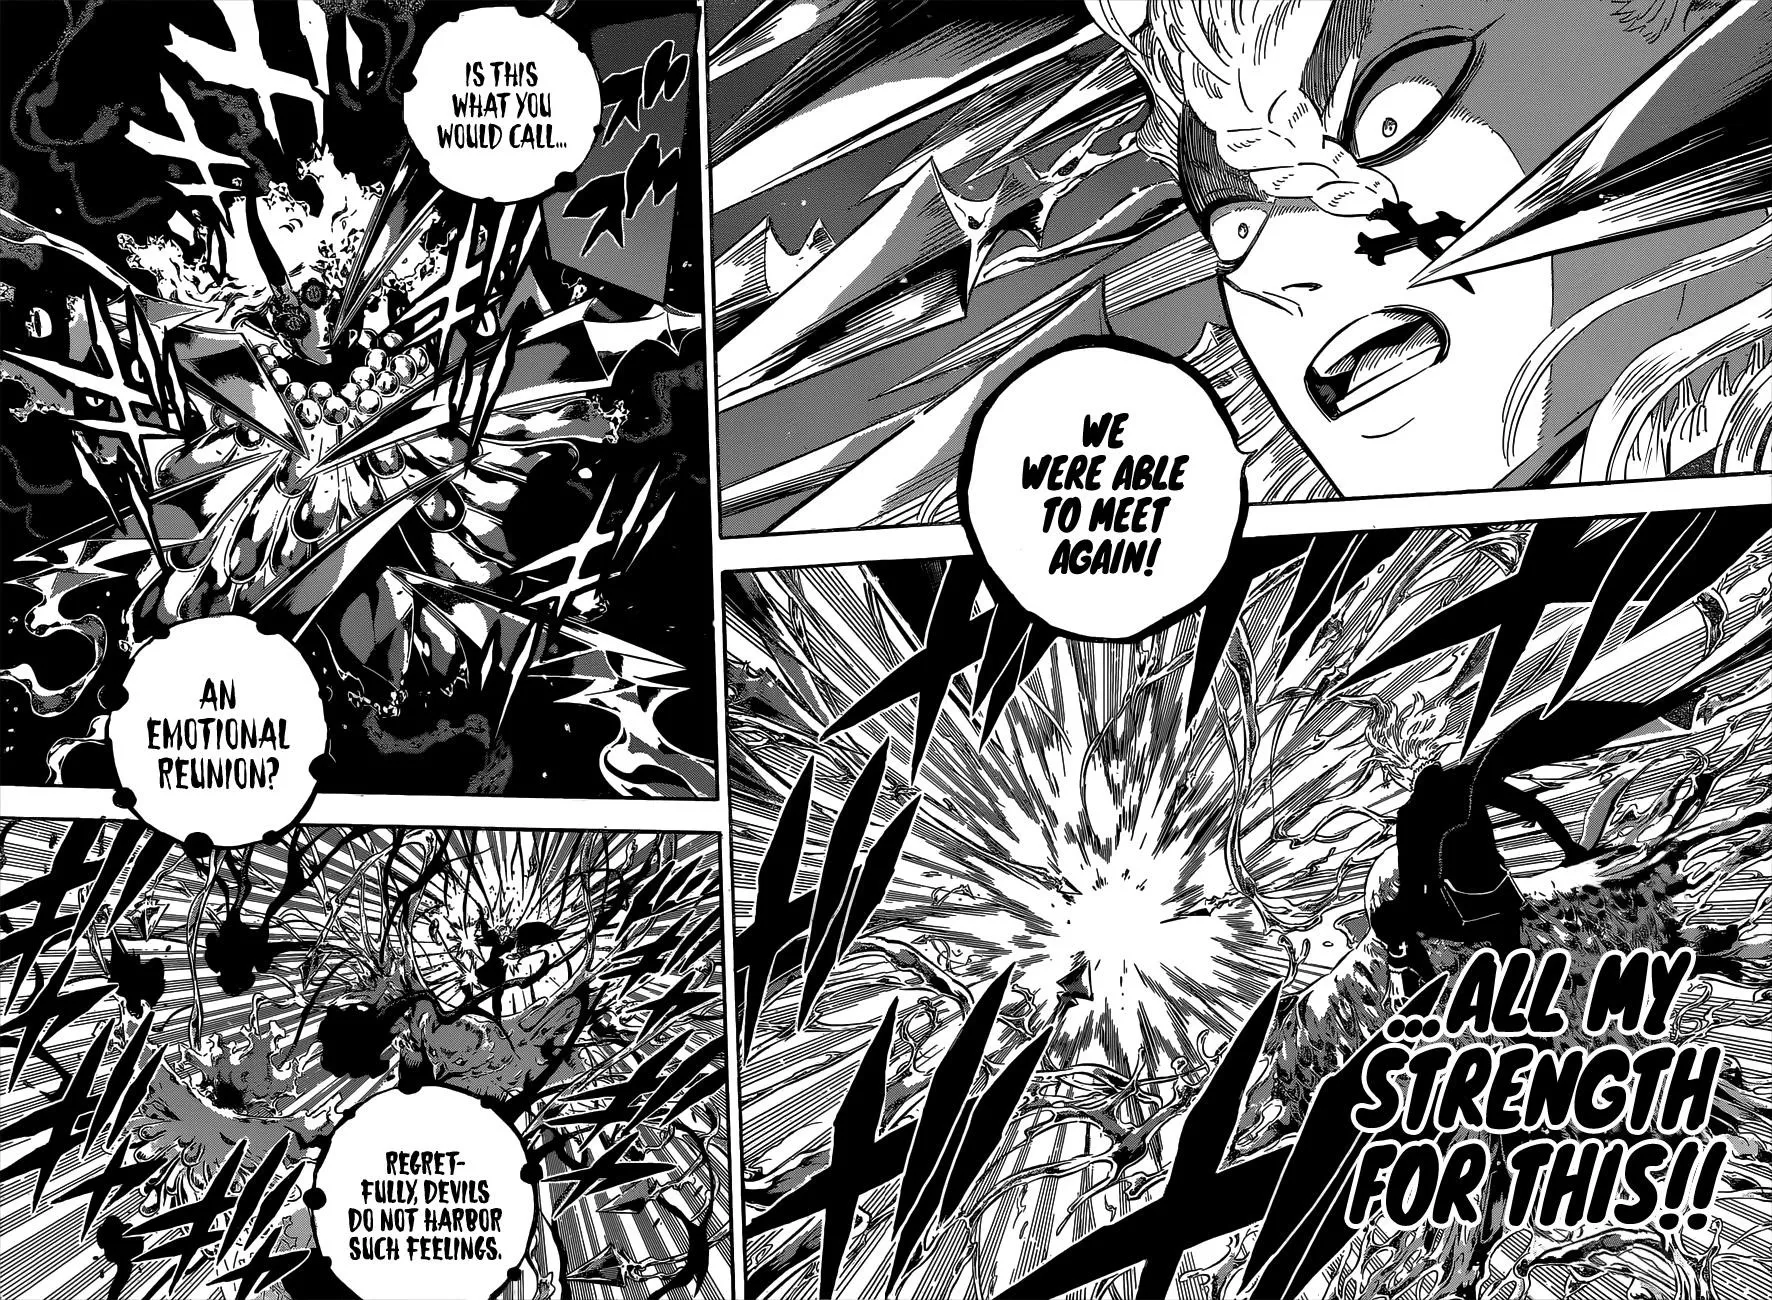 WE
WERE ABLE
TO MEET
AGAIN!
...ALL MY
STRENGTH
FOR THIS!!
IS THIS
WHAT YOU
WOULD CALL...
AN
EMOTIONAL
REUNION?
REGRET-
FULLY, DEVILS
DO NOT HARBOR
SUCH FEELINGS.